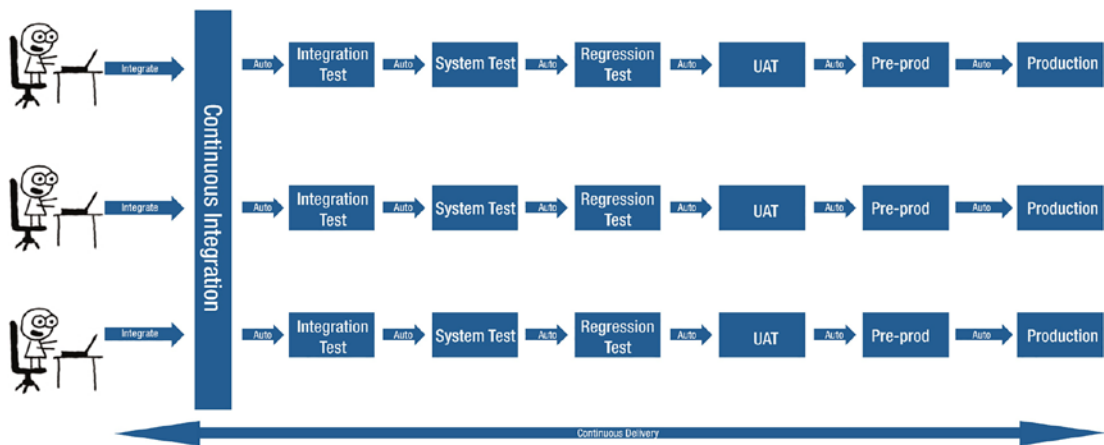 Integrate
Auto
Integration
Test
Auto
System Test
Auto
Regression
Test
Auto
UAT
Auto
Pre-prod
Auto
Production
Continuous Integration
Integrate
Auto
Integration
Test
Auto
System Test
Auto
Regression
Test
Auto
UAT
Auto
Pre-prod
Auto
Production
Integrate
Auto
Integration
Test
Auto
System Test
Auto
Regression
Test
Auto
UAT
Auto
Pre-prod
Auto
Production
Continuous Delivery